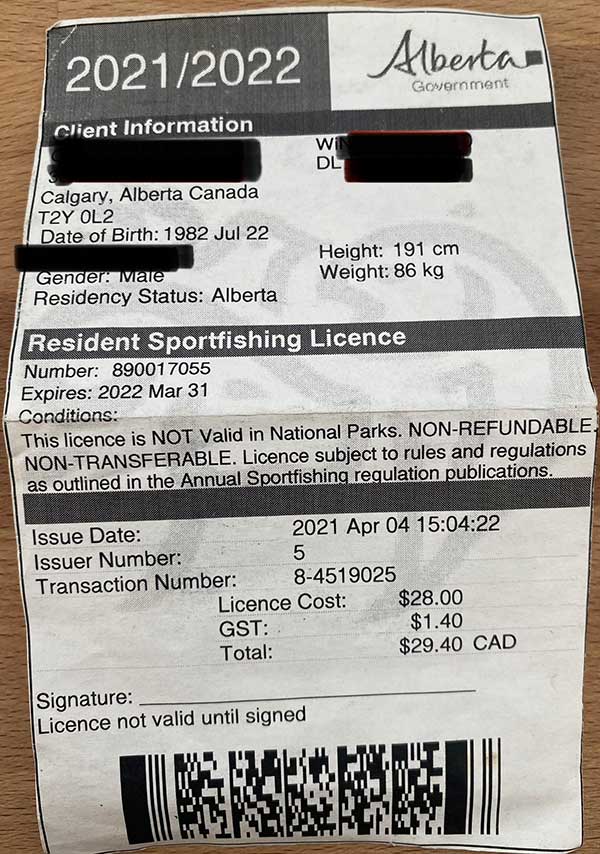 2021/2022
Alberta
Government
Client Information
WiN
DL
Calgary, Alberta Canada
T2Y 0L2
Date of Birth: 1982 Jul 22
Height: 191 cm
Gender: Male
Weight: 86 kg
Residency Status: Alberta
Resident Sportfishing Licence
Number: 890017055
Expires: 2022 Mar 31
Conditions:
This licence is NOT Valid in National Parks. NON-REFUNDABLE.
NON-TRANSFERABLE. Licence subject to rules and regulations
as outlined in the Annual Sportfishing regulation publications.
Issue Date: 2021 Apr 04 15:04:22
Issuer Number: 5
Transaction Number: 8-4519025
Licence Cost: $28.00
GST: $1.40
Total: $29.40 CAD
Signature:
Licence not valid until signed